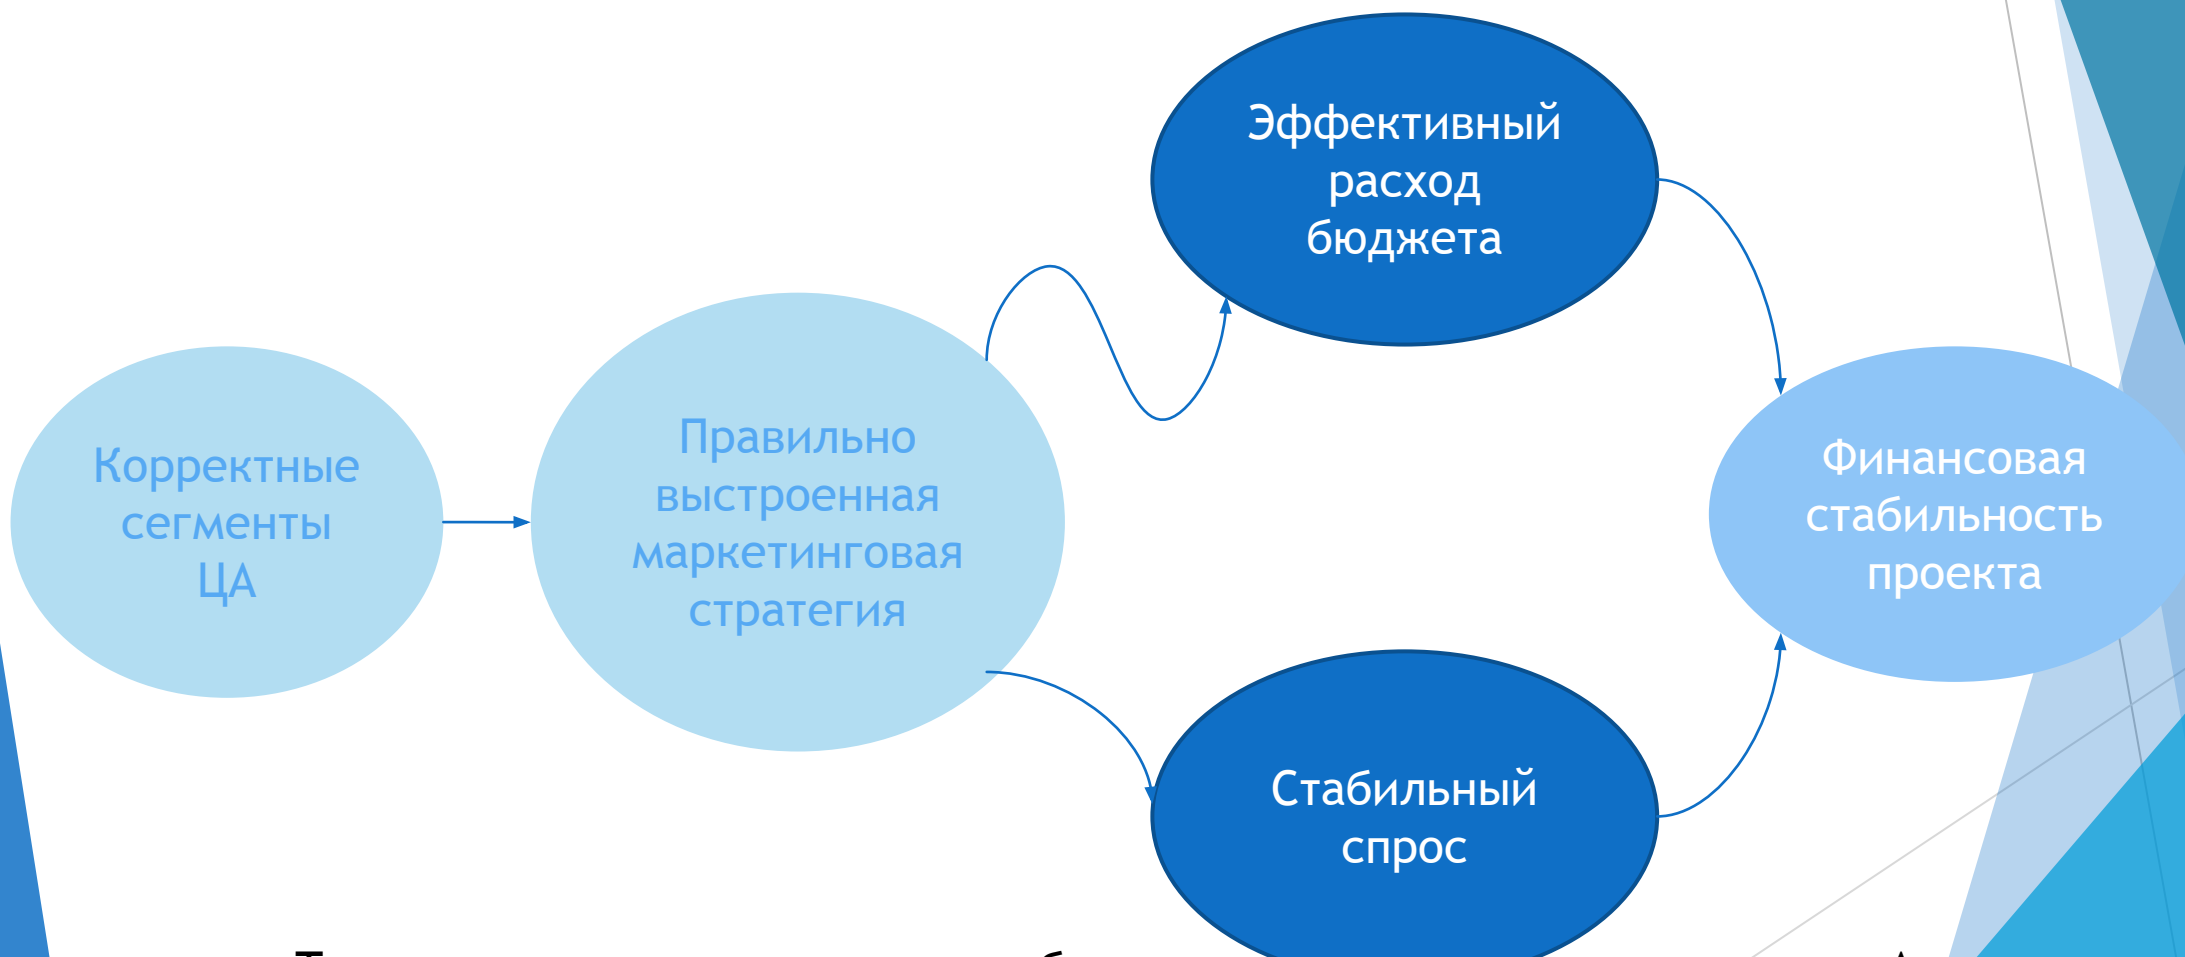 Эффективный
расход
бюджета
Корректные
сегменты
ЦА
Правильно
выстроенная
маркетинговая
стратегия
Финансовая
стабильность
проекта
Стабильный
спрос